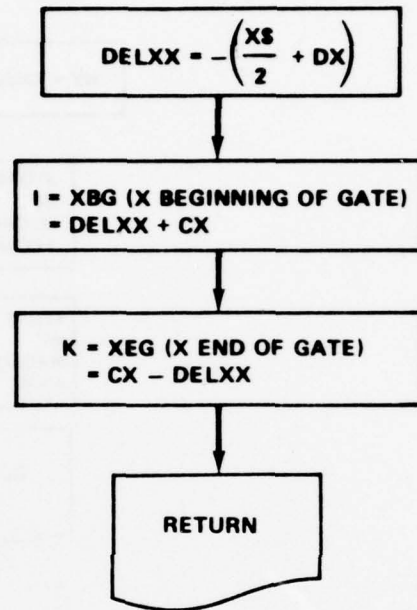 DELXX = -(XS/2 + DX)
I = XBG (X BEGINNING OF GATE)
= DELXX + CX
K = XEG (X END OF GATE)
= CX - DELXX
RETURN